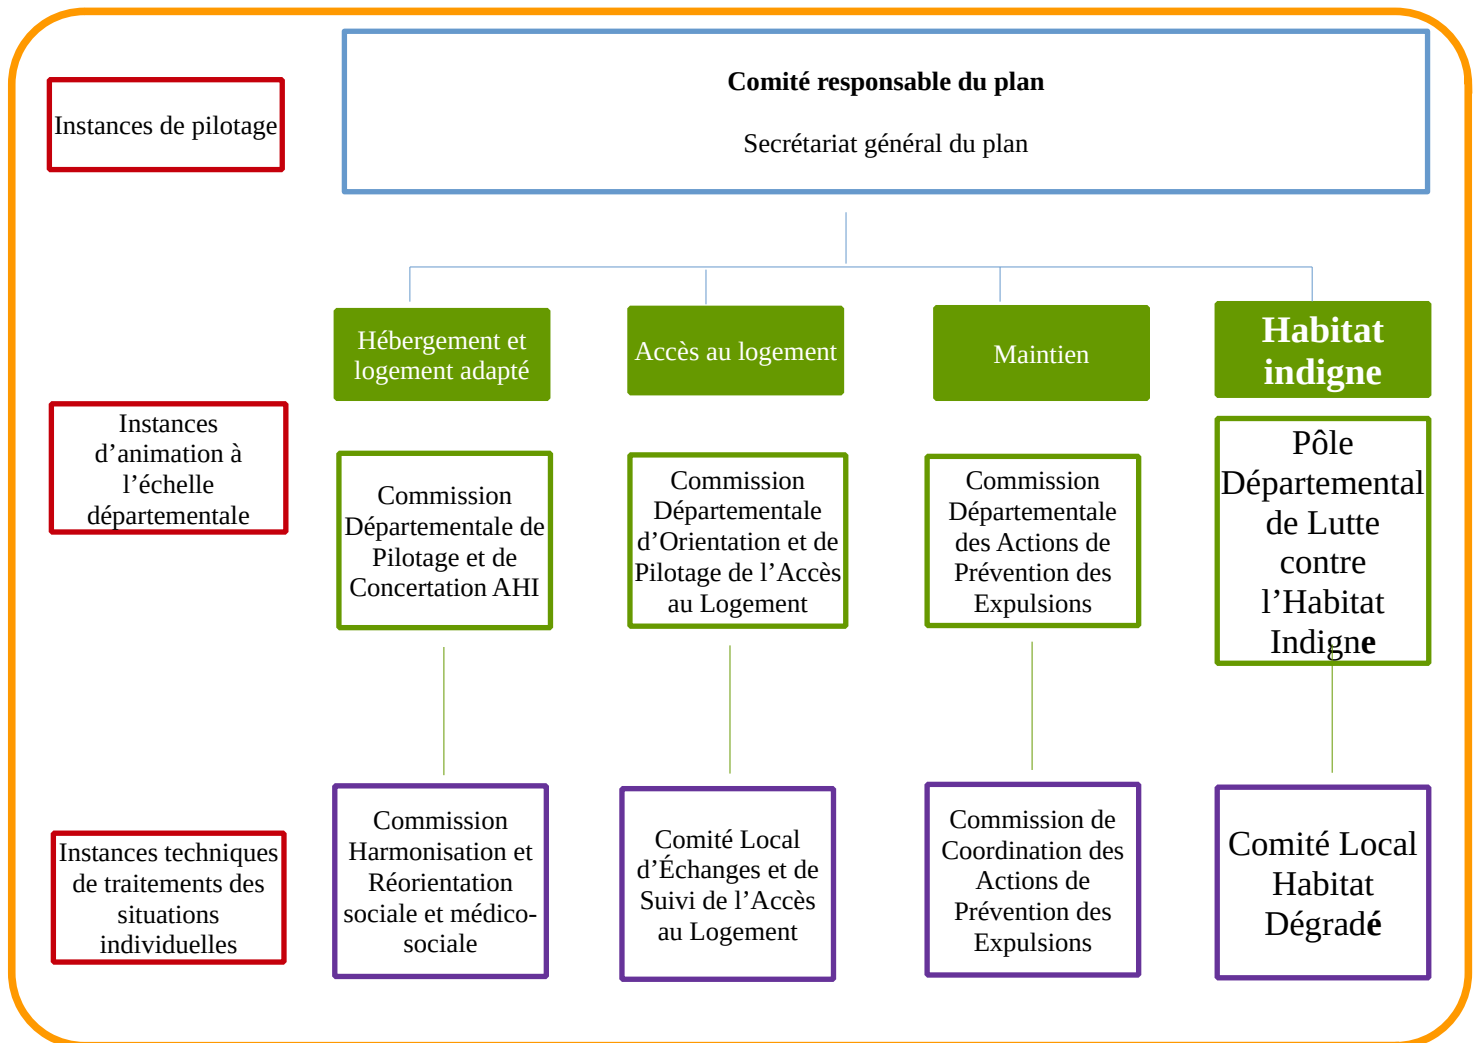 Instances de pilotage
Comité responsable du plan
Secrétariat général du plan
Hébergement et
logement adapté
Accès au logement
Maintien
Habitat
indigne
Instances
d’animation à
l’échelle
départementale
Commission
Départementale de
Pilotage et de
Concertation AHI
Commission
Départementale
d’Orientation et de
Pilotage de l’Accès
au Logement
Commission
Départementale
des Actions de
Prévention des
Expulsions
Pôle
Départemental
de Lutte
contre
l’Habitat
Indigne
Instances techniques
de traitements des
situations
individuelles
Commission
Harmonisation et
Réorientation
sociale et médico-
sociale
Comité Local
d’Échanges et de
Suivi de l’Accès
au Logement
Commission de
Coordination des
Actions de
Prévention des
Expulsions
Comité Local
Habitat
Dégradé